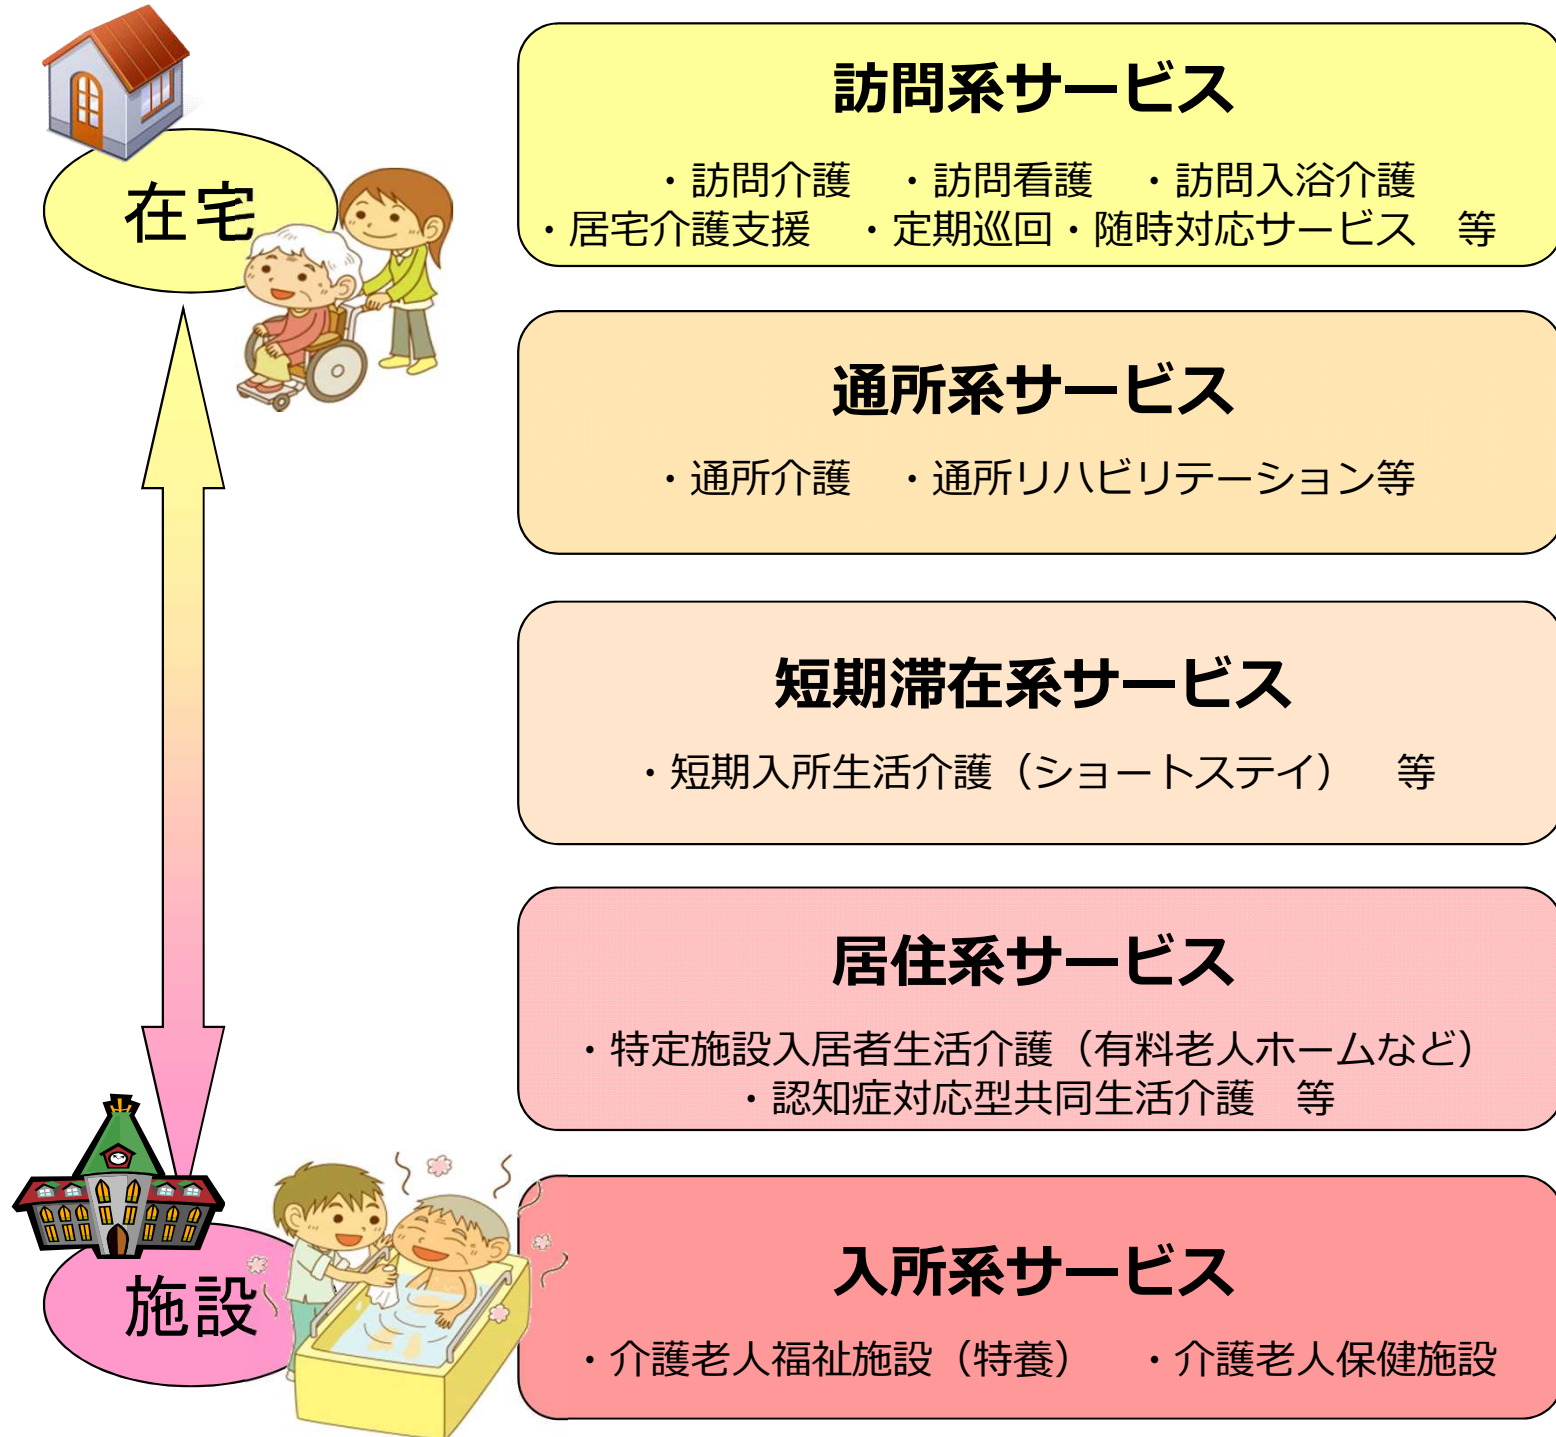 在宅
訪問系サービス
・訪問介護　・訪問看護　・訪問入浴介護
・居宅介護支援　・定期巡回・随時対応サービス　等
通所系サービス
・通所介護　・通所リハビリテーション等
短期滞在系サービス
・短期入所生活介護（ショートステイ）　等
居住系サービス
・特定施設入居者生活介護（有料老人ホームなど）
・認知症対応型共同生活介護　等
施設
入所系サービス
・介護老人福祉施設（特養）　・介護老人保健施設